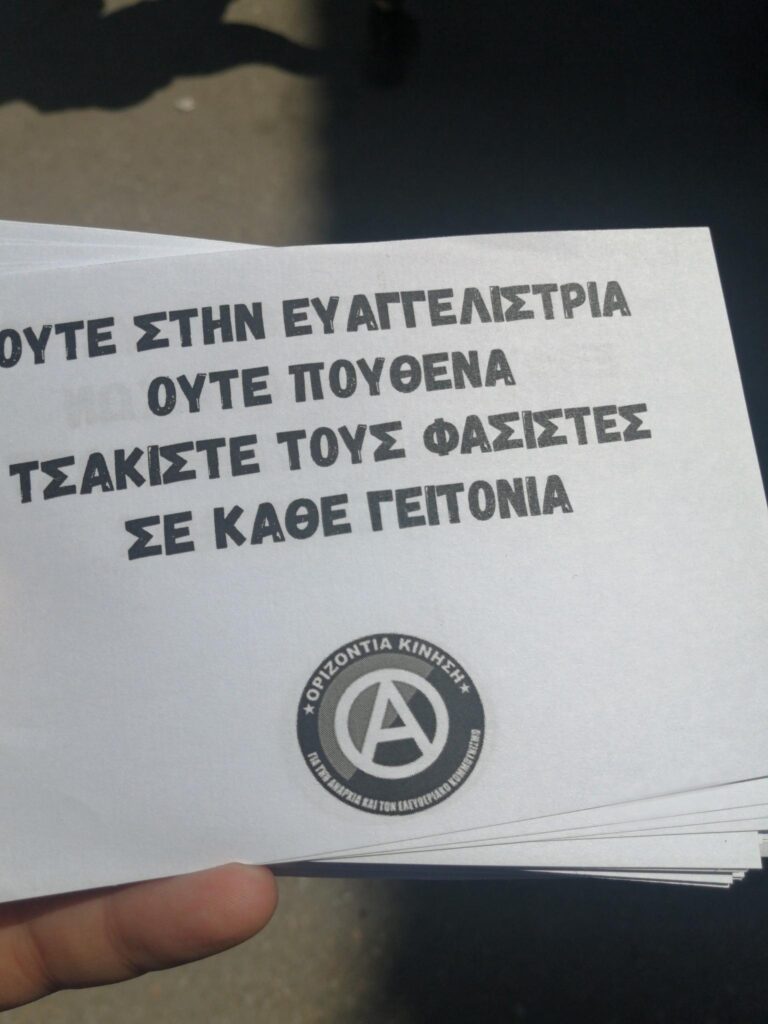 ΟΥΤΕ ΣΤΗΝ ΕΥΑΓΓΕΛΙΣΤΡΙΑ
ΟΥΤΕ ΠΟΥΘΕΝΑ
ΤΣΑΚΙΣΤΕ ΤΟΥΣ ΦΑΣΙΣΤΕΣ
ΣΕ ΚΑΘΕ ΓΕΙΤΟΝΙΑ
★ ΟΡΙΖΟΝΤΙΑ ΚΙΝΗΣΗ ★
Α
ΓΙΑ ΤΗΝ ΑΝΑΡΧΙΑ ΚΑΙ ΤΟΝ ΕΛΕΥΘΕΡΙΑΚΟ ΚΟΜΜΟΥΝΙΣΜΟ